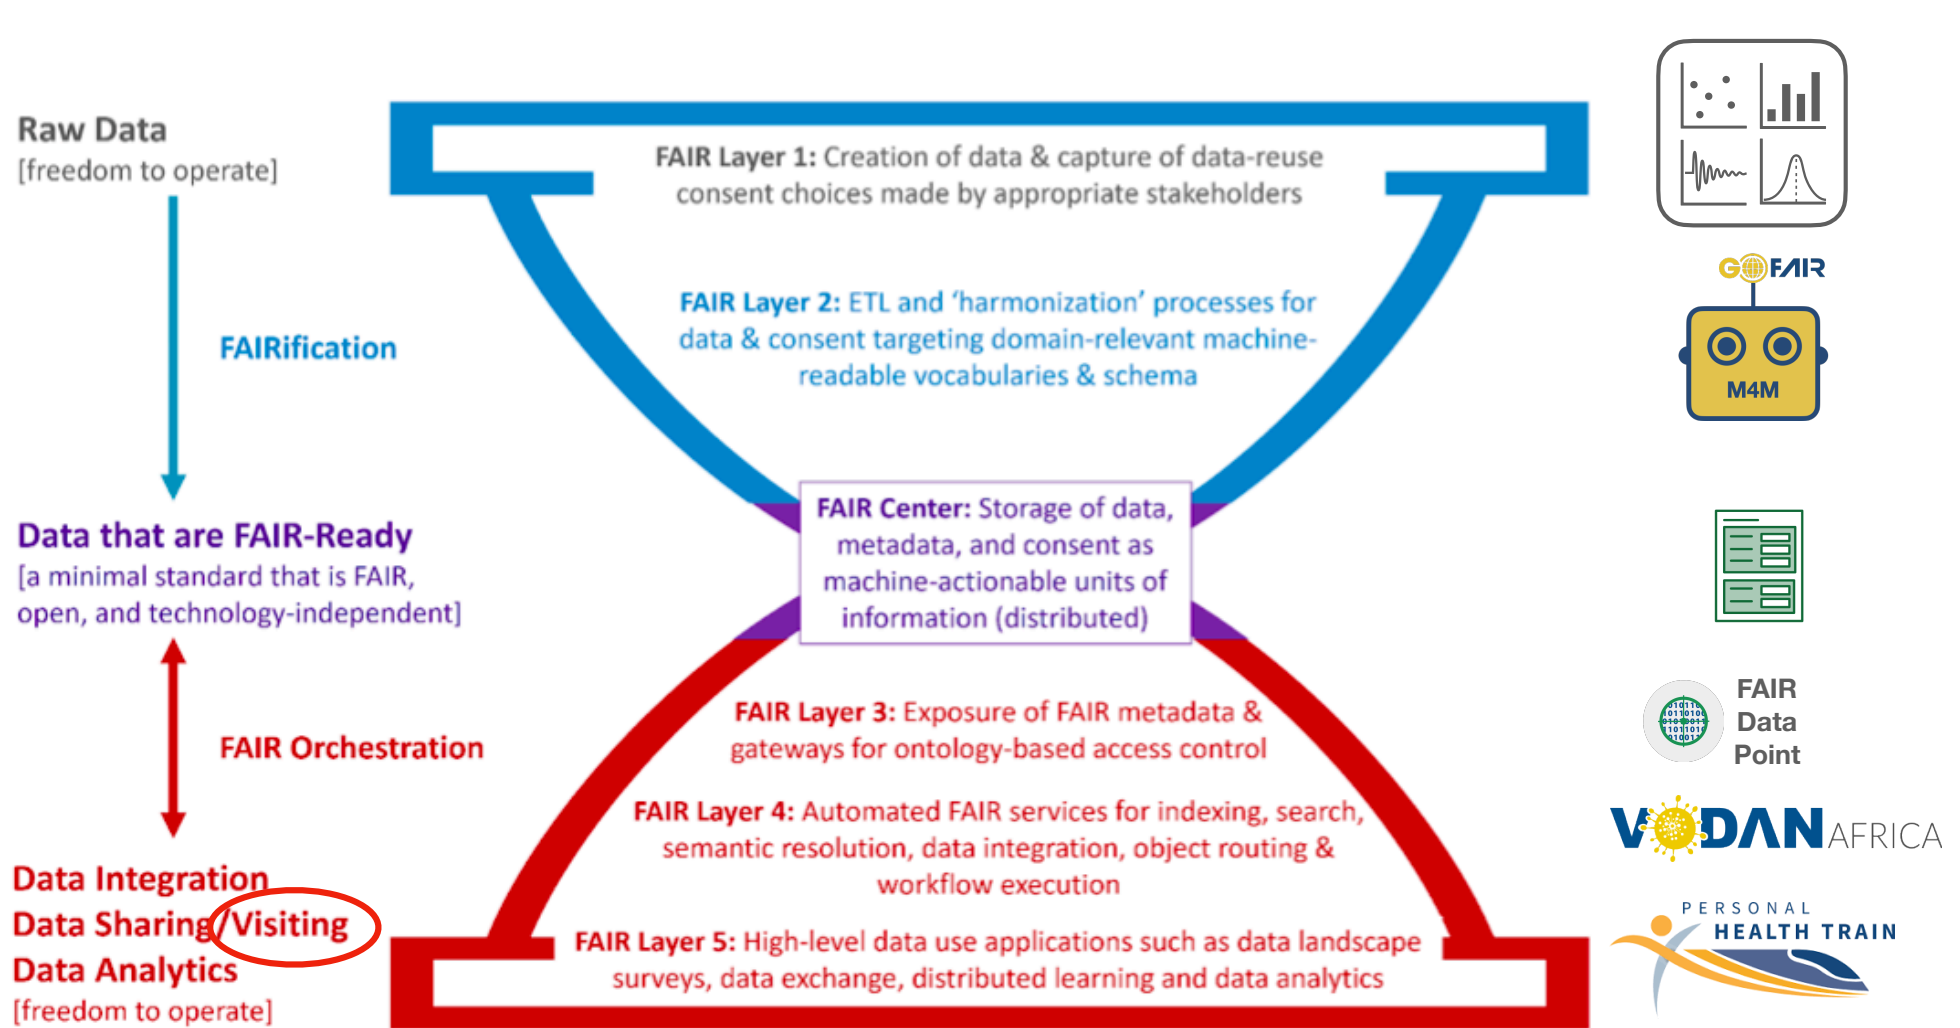 Raw Data
[freedom to operate]
FAIRification
Data that are FAIR-Ready
[a minimal standard that is FAIR,
open, and technology-independent]
FAIR Orchestration
Data Integration
Data Sharing/Visiting
Data Analytics
[freedom to operate]
FAIR Layer 1: Creation of data & capture of data-reuse
consent choices made by appropriate stakeholders
FAIR Layer 2: ETL and ‘harmonization’ processes for
data & consent targeting domain-relevant machine-
readable vocabularies & schema
FAIR Center: Storage of data,
metadata, and consent as
machine-actionable units of
information (distributed)
FAIR Layer 3: Exposure of FAIR metadata &
gateways for ontology-based access control
FAIR Layer 4: Automated FAIR services for indexing, search,
semantic resolution, data integration, object routing &
workflow execution
FAIR Layer 5: High-level data use applications such as data landscape
surveys, data exchange, distributed learning and data analytics
GO FAIR
M4M
FAIR
Data
Point
VODAN AFRICA
PERSONAL
HEALTH TRAIN